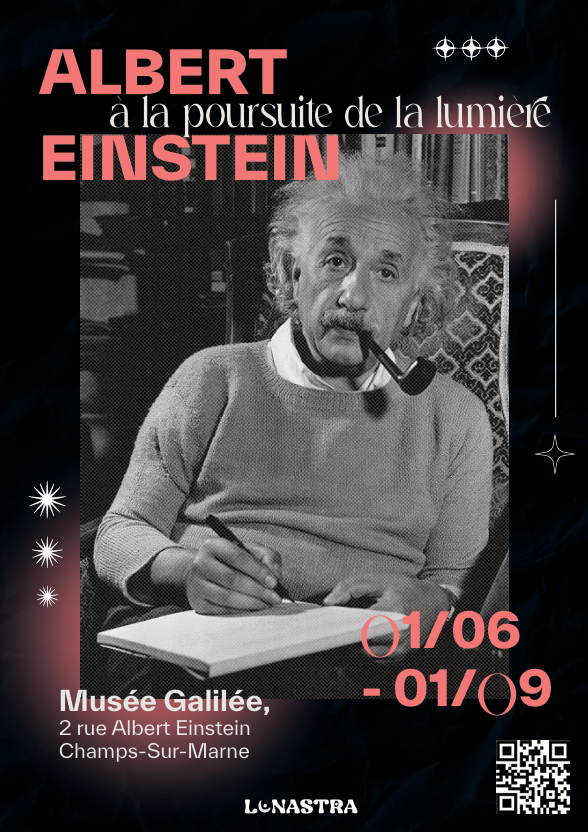 ALBERT
à la poursuite de la lumière
EINSTEIN
01/06
- 01/09
Musée Galilée,
2 rue Albert Einstein
Champs-Sur-Marne
LUNASTRA